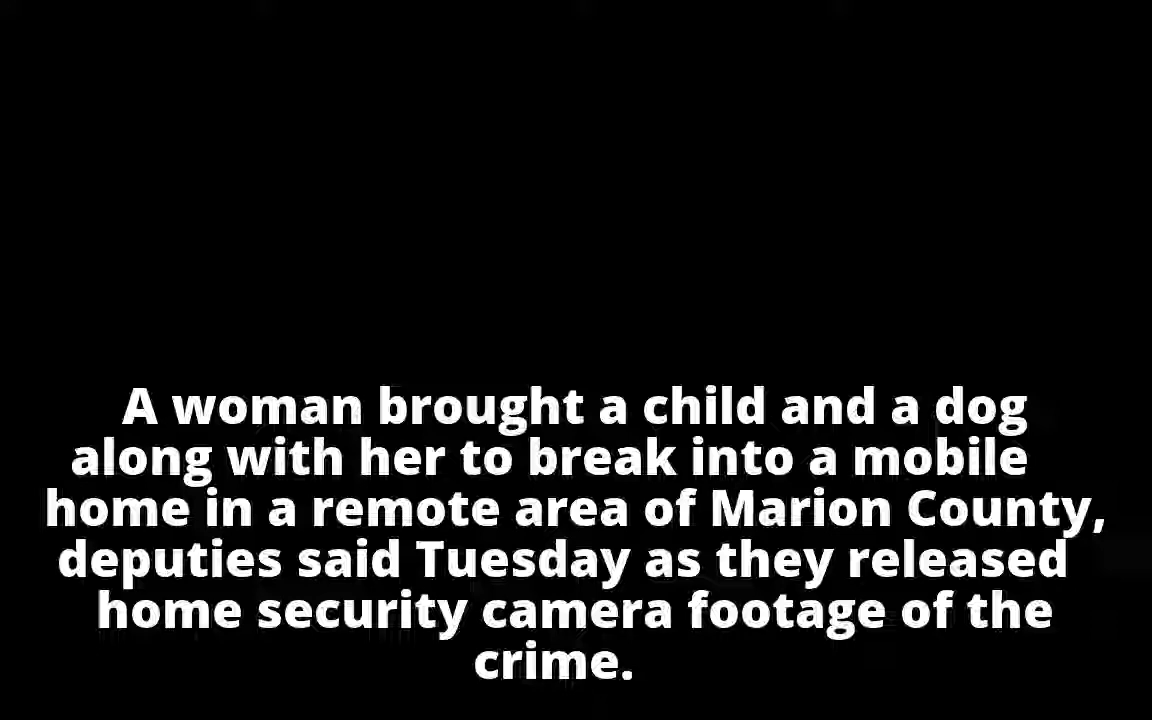 A woman brought a child and a dog
along with her to break into a mobile
home in a remote area of Marion County,
deputies said Tuesday as they released
home security camera footage of the
crime.